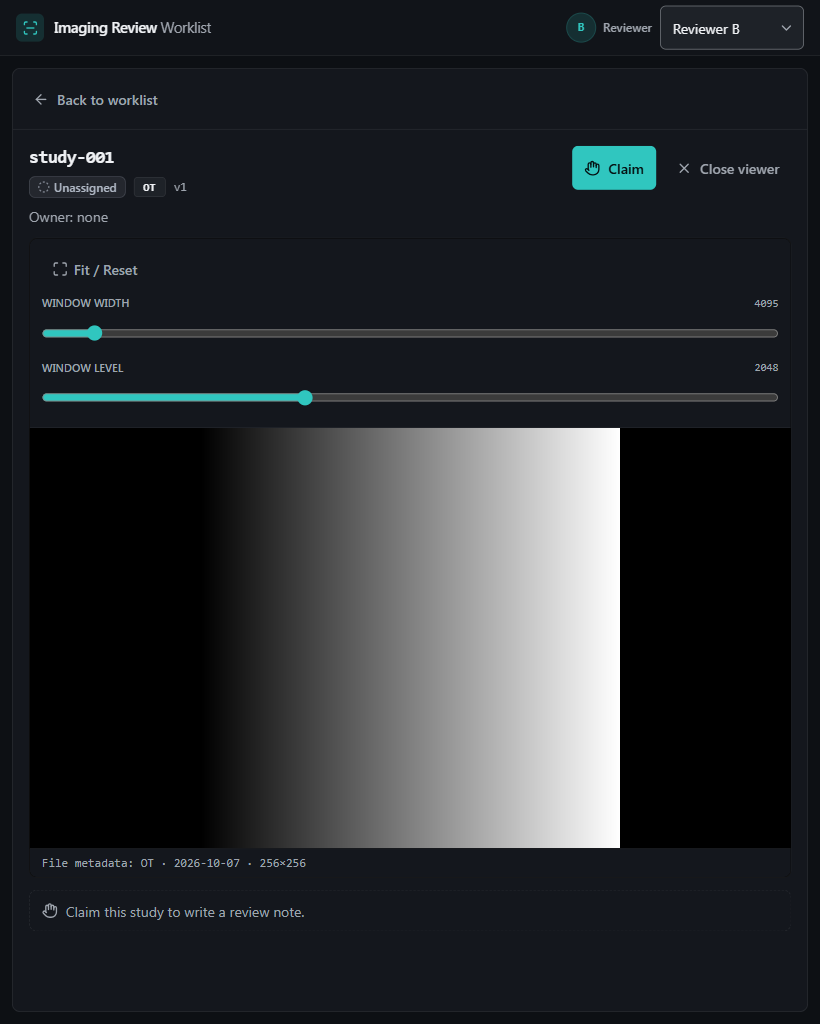 Imaging Review Worklist
B Reviewer Reviewer B
Back to worklist
study-001
Claim
Close viewer
Unassigned OT v1
Owner: none
Fit / Reset
WINDOW WIDTH 4095
WINDOW LEVEL 2048
File metadata: OT · 2026-10-07 · 256×256
Claim this study to write a review note.